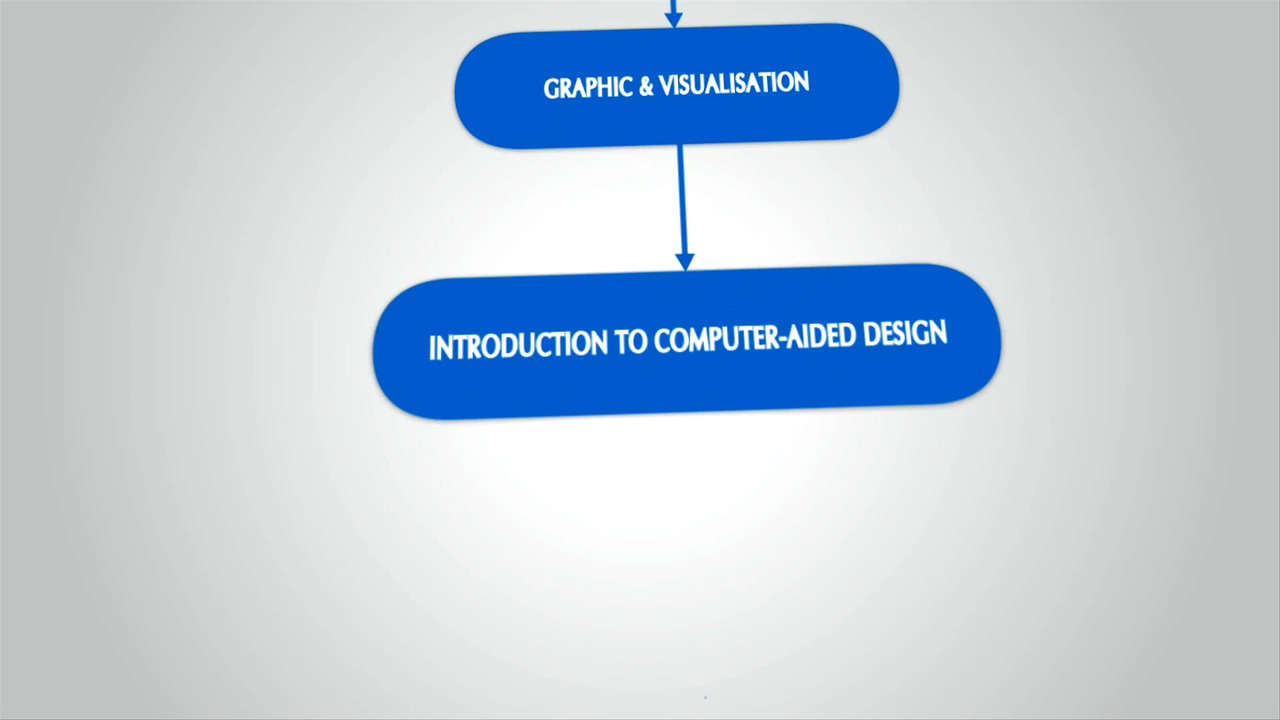 GRAPHIC & VISUALISATION
INTRODUCTION TO COMPUTER-AIDED DESIGN